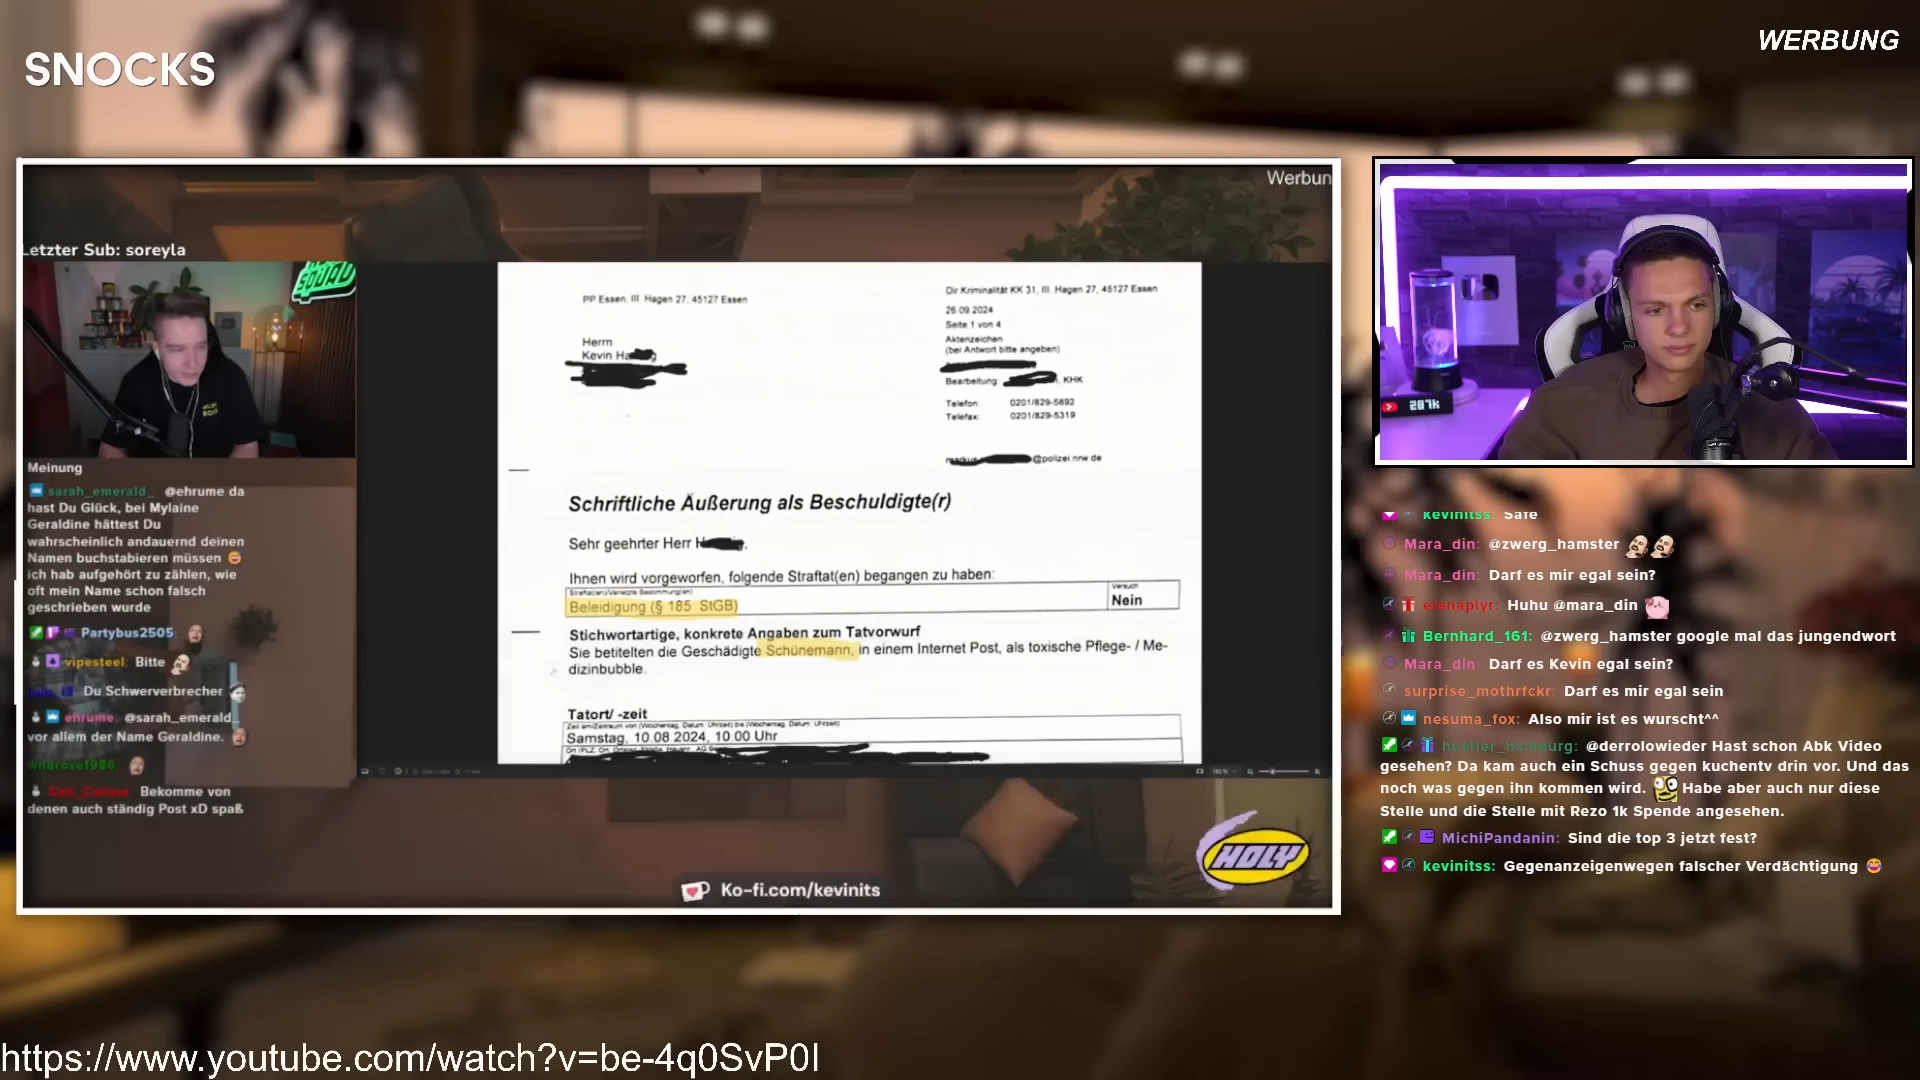 SNOCKS
WERBUNG
Werbun
Letzter Sub: soreyla
PP Essen, III. Hagen 27, 45127 Essen
Herrn
Kevin Ha
Dir Kriminalität KK 31, III. Hagen 27, 45127 Essen
26.09.2024
Seite 1 von 4
Aktenzeichen
(bei Antwort bitte angeben)
Bearbeitung
KHK
Telefon: 0201/829-5892
Telefax: 0201/829-5319
@polizei.nrw.de
Schriftliche Äußerung als Beschuldigte(r)
Sehr geehrter Herr H
Ihnen wird vorgeworfen, folgende Straftat(en) begangen zu haben:
Versuch
Beleidigung (§ 185 StGB)
Nein
Stichwortartige, konkrete Angaben zum Tatvorwurf
Sie betitelten die Geschädigte Schünemann, in einem Internet Post, als toxische Pflege- / Me-
dizinbubble.
Tatort/ -zeit
Samstag, 10.08 2024, 10.00 Uhr
Meinung
sarah_emerald_ @ehrume da
hast Du Glück, bei Mylaine
Geraldine hättest Du
wahrscheinlich andauernd deinen
Namen buchstabieren müssen
ich hab aufgehört zu zählen, wie
oft mein Name schon falsch
geschrieben wurde
Partybus2505:
vipesteel: Bitte
Du Schwerverbrecher
ehrume: @sarah_emerald_
vor allem der Name Geraldine.
wildrose1986
Bekomme von
denen auch ständig Post xD spaß
HOLY
Ko-fi.com/kevinits
287k
kevinitss: Safe
Mara_din: @zwerg_hamster
Mara_din: Darf es mir egal sein?
elenaplyr: Huhu @mara_din
Bernhard_161: @zwerg_hamster google mal das jungendwort
Mara_din: Darf es Kevin egal sein?
surprise_mothrfckr: Darf es mir egal sein
nesuma_fox: Also mir ist es wurscht^^
hustler_hamburg: @derrolowieder Hast schon Abk Video
gesehen? Da kam auch ein Schuss gegen kuchentv drin vor. Und das
noch was gegen ihn kommen wird. Habe aber auch nur diese
Stelle und die Stelle mit Rezo 1k Spende angesehen.
MichiPandanin: Sind die top 3 jetzt fest?
kevinitss: Gegenanzeigenwegen falscher Verdächtigung
https://www.youtube.com/watch?v=be-4q0SvP0I